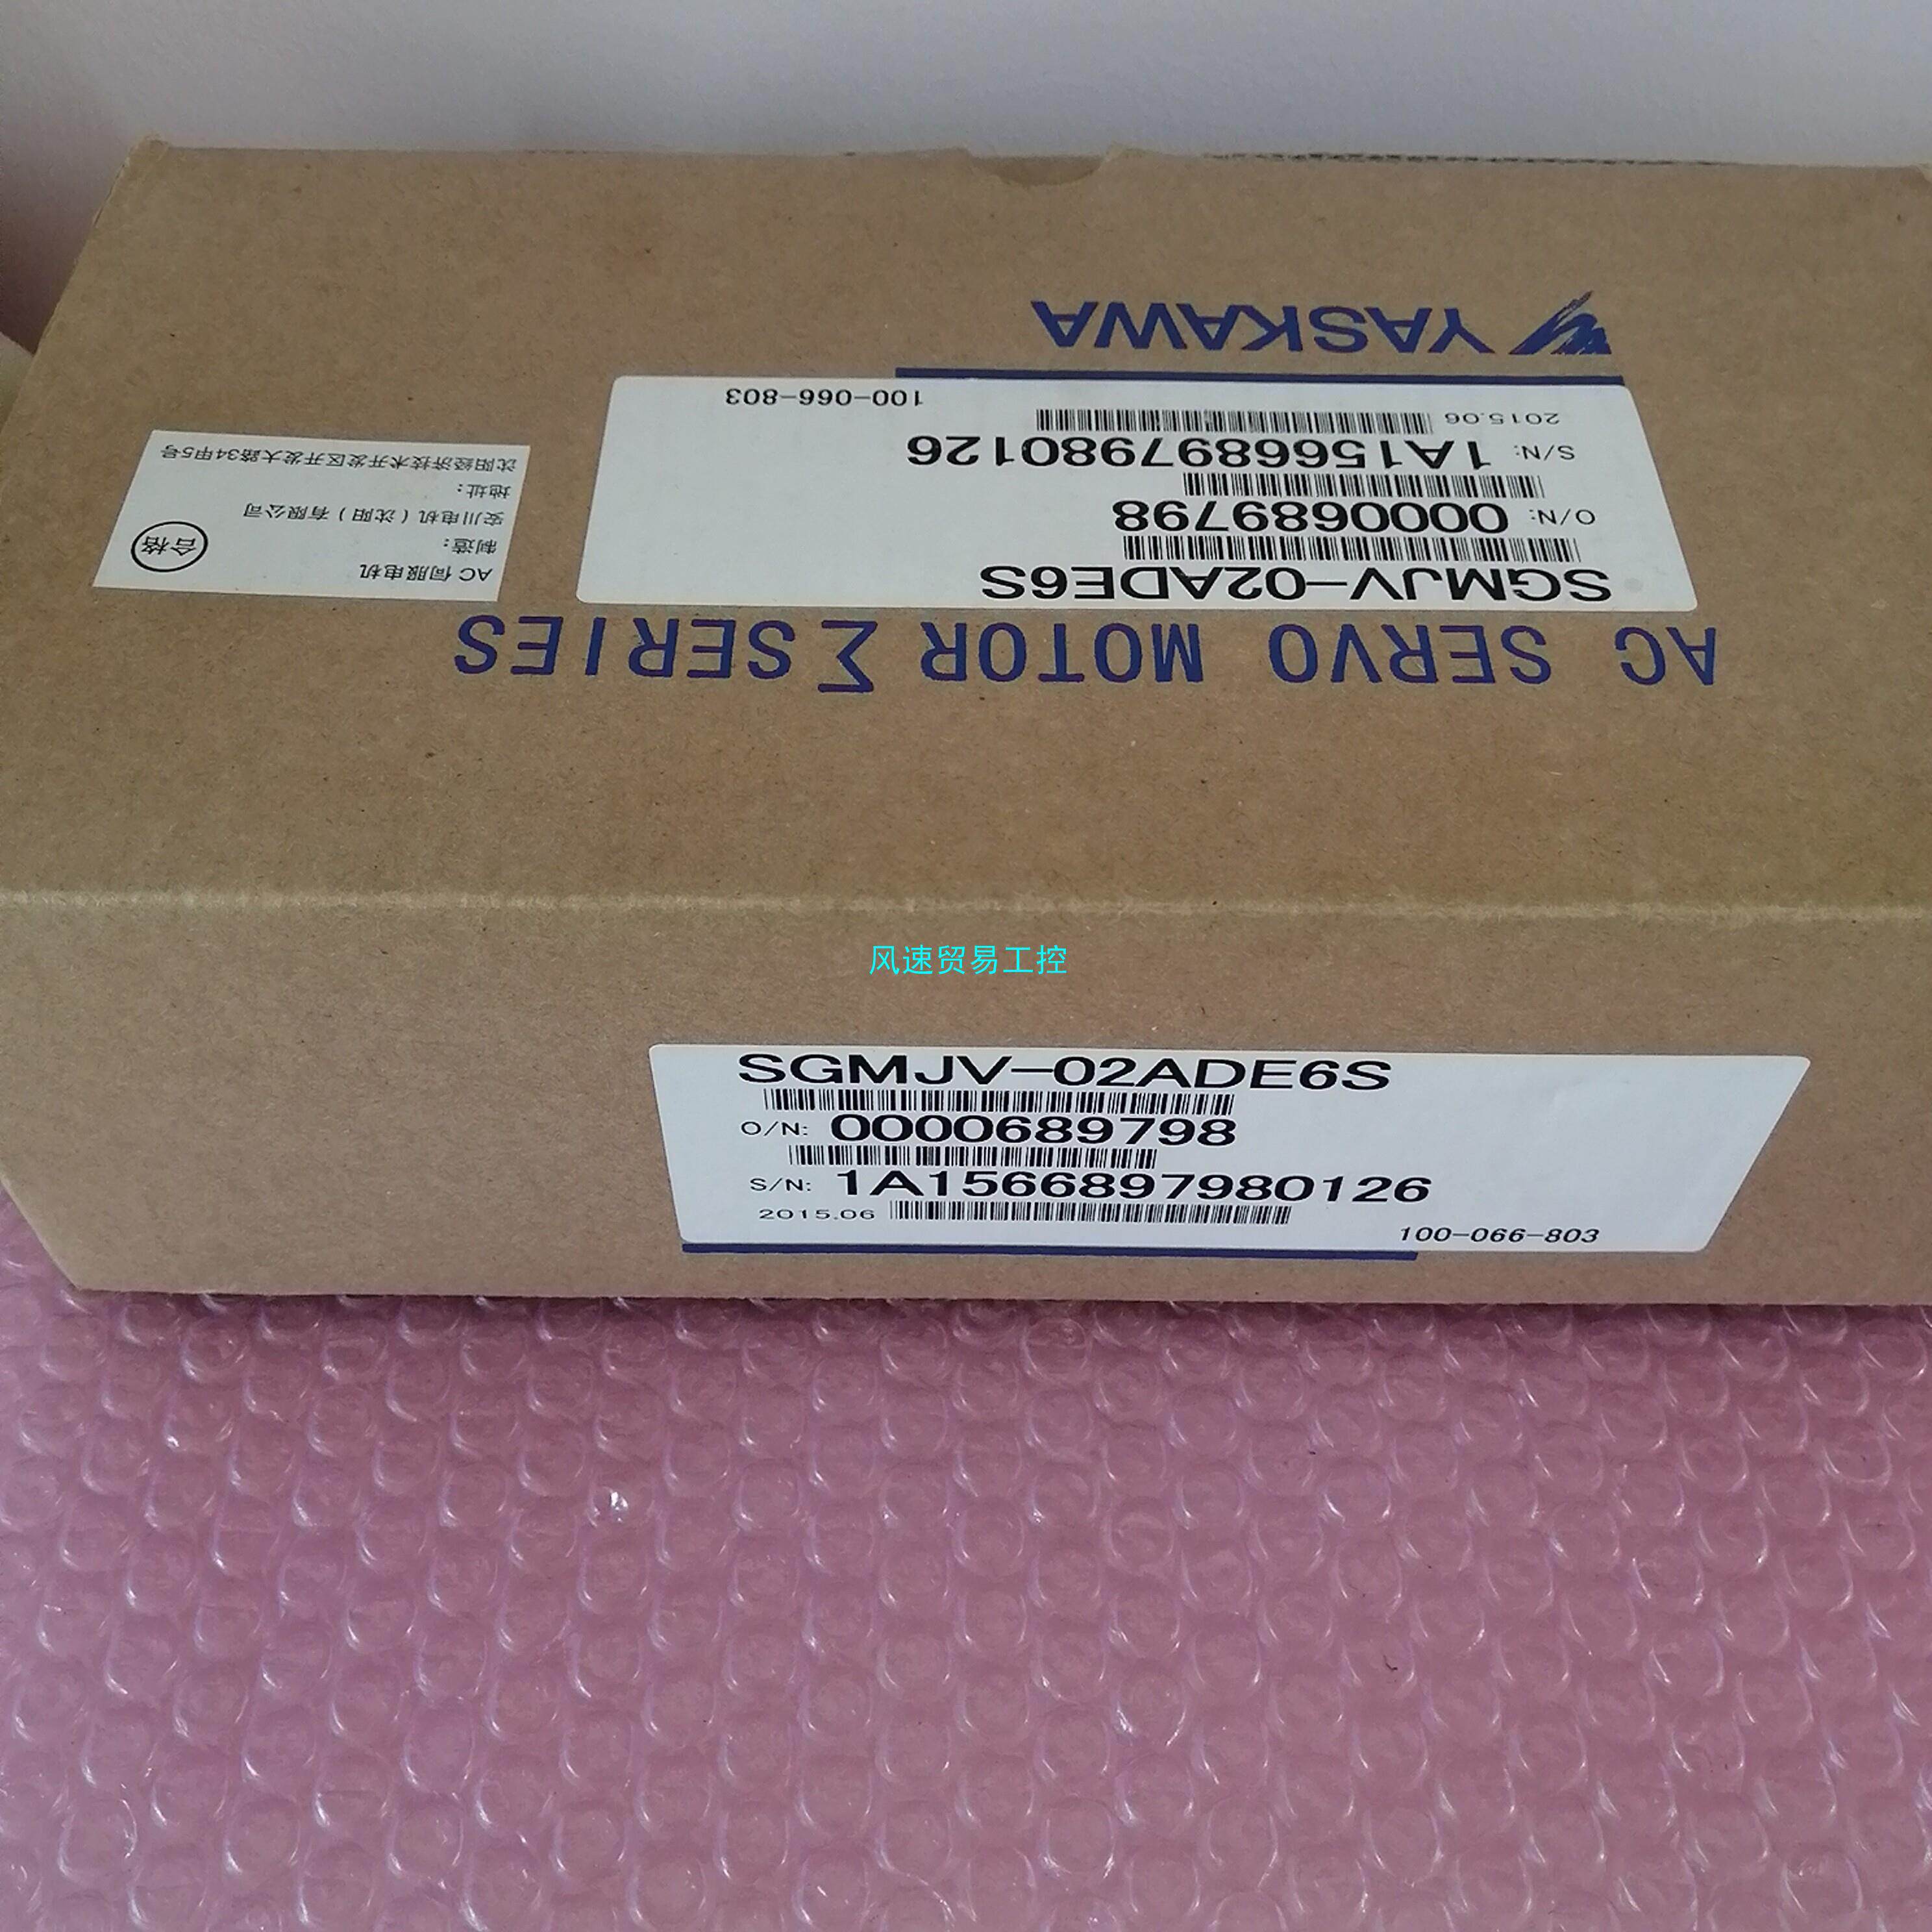 YASKAWA
100-066-803
2015.06
S/N: 1A1566897980126
O/N: 0000689798
SGMJV-02ADE6S
AC SERVO MOTOR Σ SERIES
AC 伺服电机
制造:
安川电机(沈阳)有限公司
地址:
沈阳经济技术开发区开发大路34甲5号
合格
风速贸易工控
SGMJV-02ADE6S
O/N: 0000689798
S/N: 1A1566897980126
2015.06
100-066-803